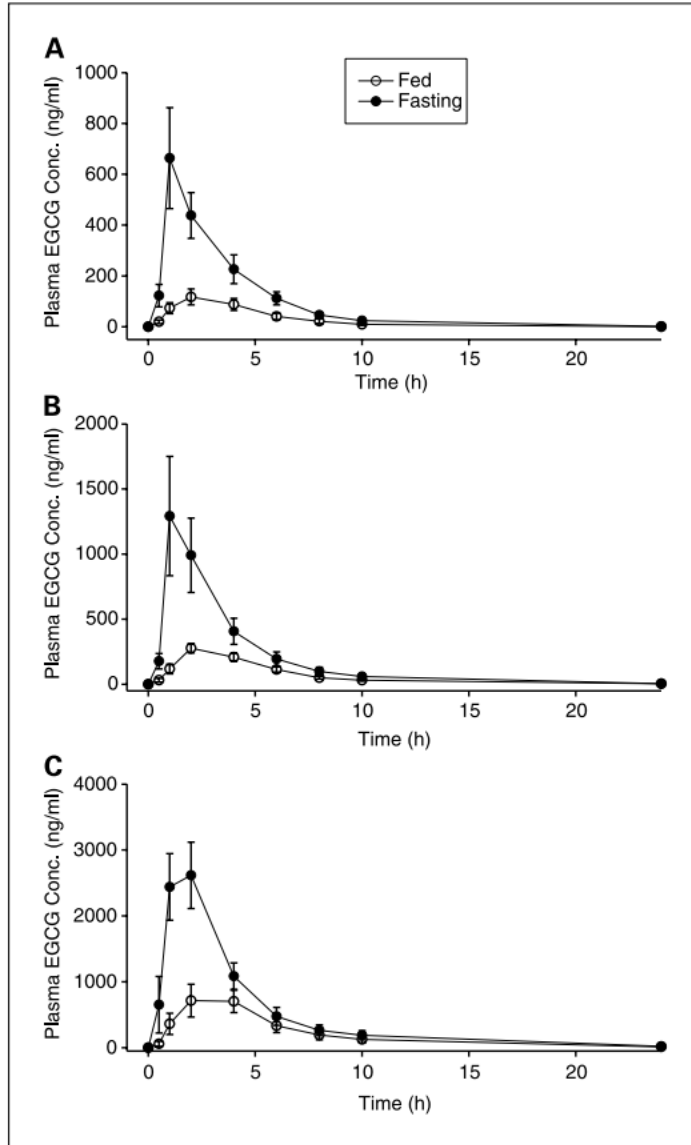 A
Plasma EGCG Conc. (ng/ml)
1000
800
600
400
200
0
Fed
Fasting
0 5 10 15 20
Time (h)
B
Plasma EGCG Conc. (ng/ml)
2000
1500
1000
500
0
0 5 10 15 20
Time (h)
C
Plasma EGCG Conc. (ng/ml)
4000
3000
2000
1000
0
0 5 10 15 20
Time (h)